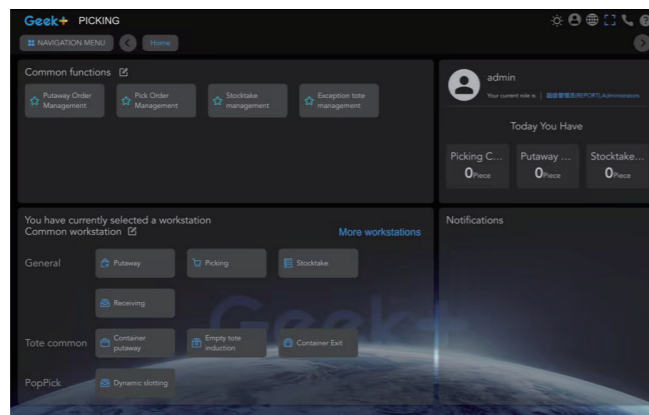 Geek+ PICKING
NAVIGATION MENU
Home
Common functions
Putaway Order
Management
Pick Order
Management
Stocktake
management
Exception tote
management
admin
Your current role is | (REPORT),Administrators
Today You Have
Picking C...
0Piece
Putaway ...
0Piece
Stocktake...
0Piece
You have currently selected a workstation
Common workstation
More workstations
General
Putaway
Picking
Stocktake
Receiving
Tote common
Container
putaway
Empty tote
induction
Container Exit
PopPick
Dynamic slotting
Notifications
Geek+